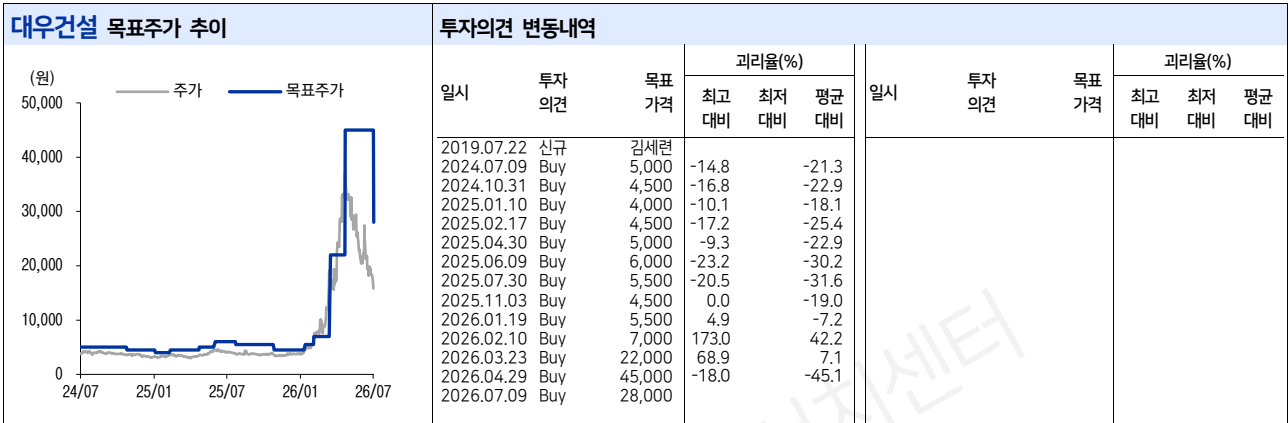 대우건설 목표주가 추이
(원)
주가 목표주가
50,000
40,000
30,000
20,000
10,000
0
24/07 25/01 25/07 26/01 26/07
투자의견 변동내역
일시 투자의견 목표가격 괴리율(%)
최고대비 최저대비 평균대비
2019.07.22 신규 김세련
2024.07.09 Buy 5,000 -14.8 -21.3
2024.10.31 Buy 4,500 -16.8 -22.9
2025.01.10 Buy 4,000 -10.1 -18.1
2025.02.17 Buy 4,500 -17.2 -25.4
2025.04.30 Buy 5,000 -9.3 -22.9
2025.06.09 Buy 6,000 -23.2 -30.2
2025.07.30 Buy 5,500 -20.5 -31.6
2025.11.03 Buy 4,500 0.0 -19.0
2026.01.19 Buy 5,500 4.9 -7.2
2026.02.10 Buy 7,000 173.0 42.2
2026.03.23 Buy 22,000 68.9 7.1
2026.04.29 Buy 45,000 -18.0 -45.1
2026.07.09 Buy 28,000
일시 투자의견 목표가격 괴리율(%)
최고대비 최저대비 평균대비
센터